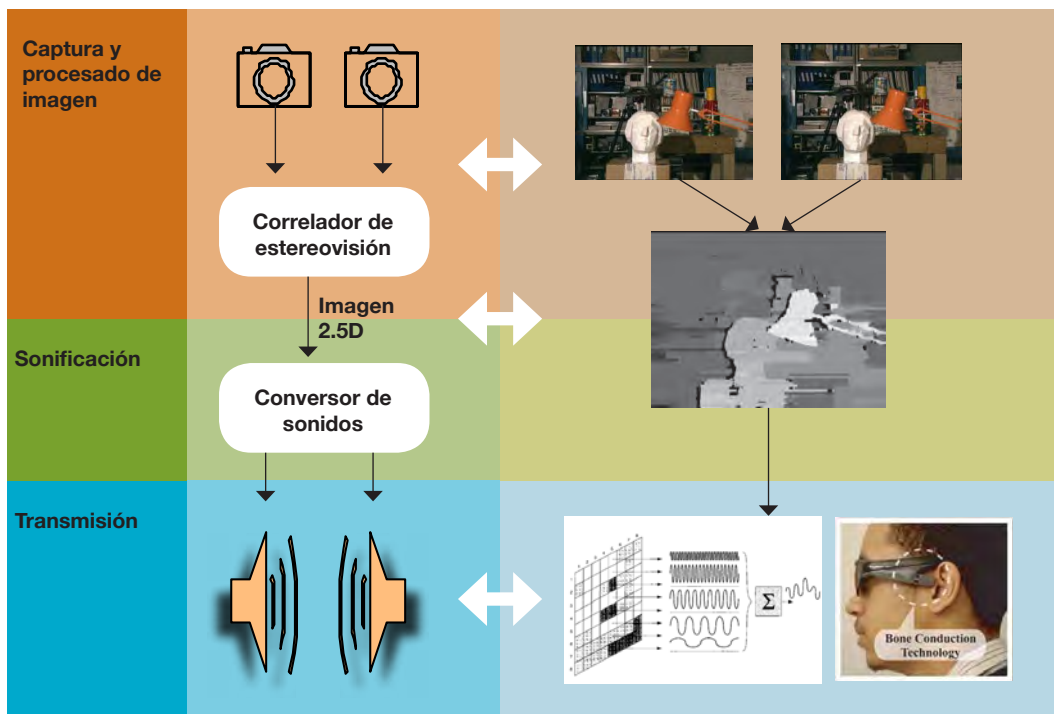 Captura y
procesado de
imagen
Correlador de
estereovisión
Imagen
2.5D
Sonificación
Conversor de
sonidos
Transmisión
Σ
Bone Conduction
Technology